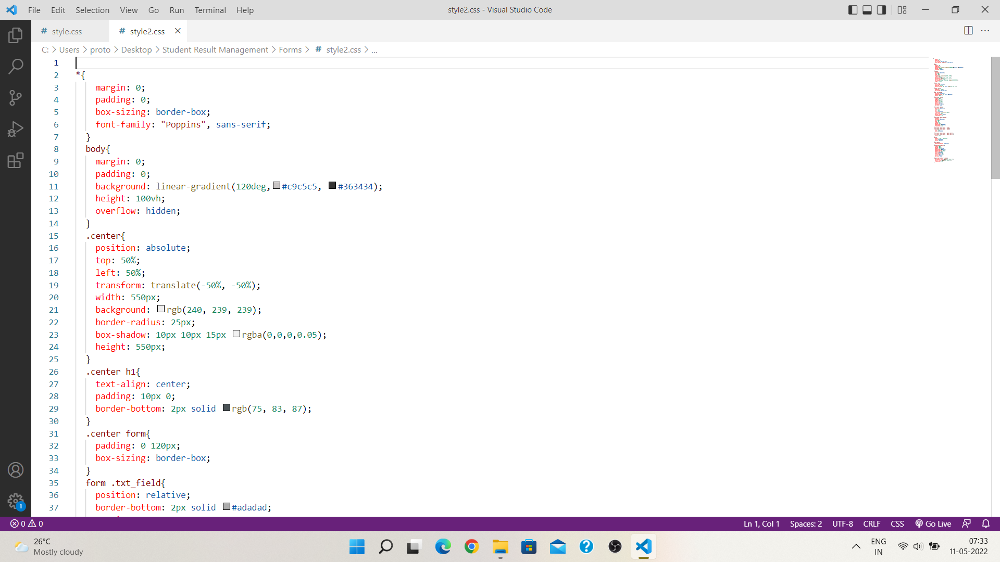 File Edit Selection View Go Run Terminal Help
style2.css - Visual Studio Code
# style.css
# style2.css
C: > Users > proto > Desktop > Student Result Management > Forms > # style2.css > ...
1
2 *{
3 margin: 0;
4 padding: 0;
5 box-sizing: border-box;
6 font-family: "Poppins", sans-serif;
7 }
8 body{
9 margin: 0;
10 padding: 0;
11 background: linear-gradient(120deg,#c9c5c5, #363434);
12 height: 100vh;
13 overflow: hidden;
14 }
15 .center{
16 position: absolute;
17 top: 50%;
18 left: 50%;
19 transform: translate(-50%, -50%);
20 width: 550px;
21 background: rgb(240, 239, 239);
22 border-radius: 25px;
23 box-shadow: 10px 10px 15px rgba(0,0,0,0.05);
24 height: 550px;
25 }
26 .center h1{
27 text-align: center;
28 padding: 10px 0;
29 border-bottom: 2px solid rgb(75, 83, 87);
30 }
31 .center form{
32 padding: 0 120px;
33 box-sizing: border-box;
34 }
35 form .txt_field{
36 position: relative;
37 border-bottom: 2px solid #adadad;
1
0 0
Ln 1, Col 1 Spaces: 2 UTF-8 CRLF CSS Go Live
26°C
Mostly cloudy
ENG
IN
07:33
11-05-2022